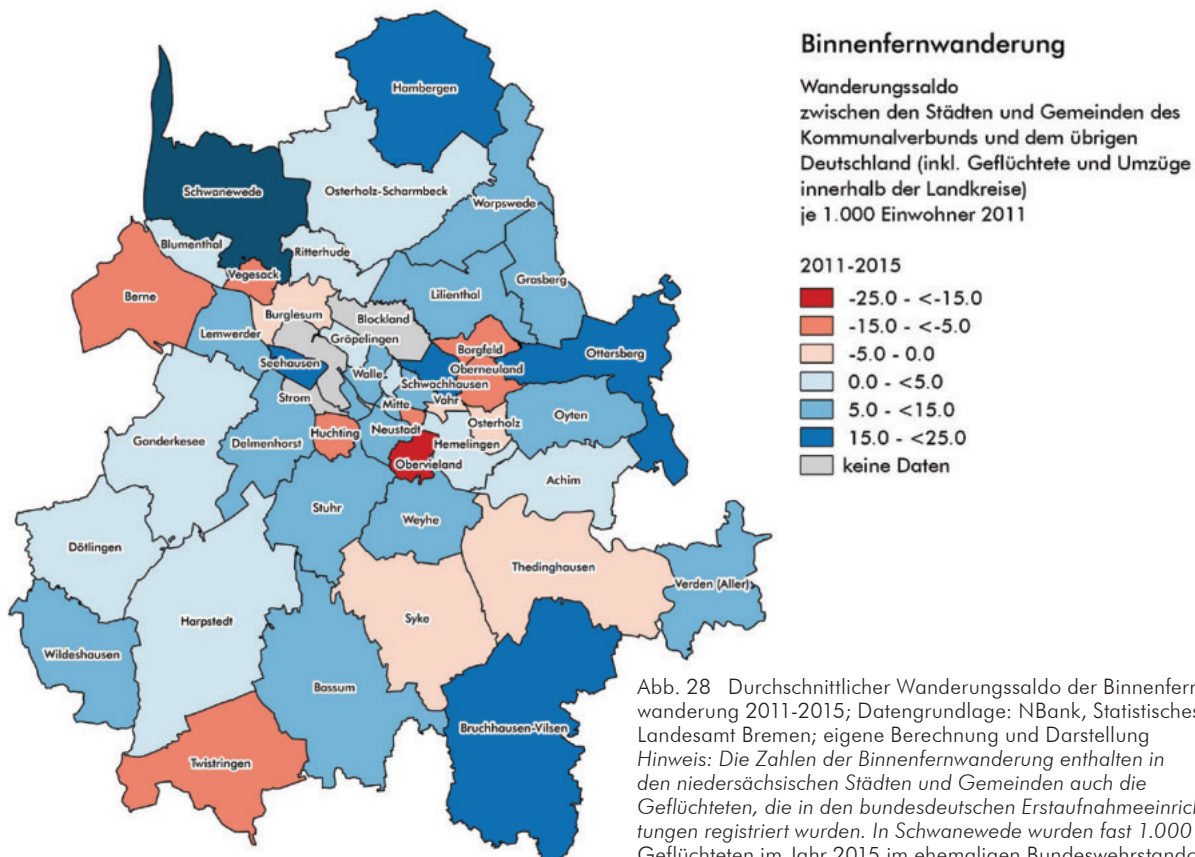 Binnenfernwanderung
Wanderungssaldo
zwischen den Städten und Gemeinden des
Kommunalverbunds und dem übrigen
Deutschland (inkl. Geflüchtete und Umzüge
innerhalb der Landkreise)
je 1.000 Einwohner 2011
2011-2015
-25.0 - <-15.0
-15.0 - <-5.0
-5.0 - 0.0
0.0 - <5.0
5.0 - <15.0
15.0 - <25.0
keine Daten
Hambergen
Schwanewede
Osterholz-Scharmbeck
Worpswede
Blumenthal
Ritterhude
Vegesack
Grasberg
Berne
Lilienthal
Burglesum
Blockland
Lemwerder
Gröpelingen
Borgfeld
Ottersberg
Seehausen
Oberneuland
Walle
Schwachhausen
Strom
Mitte
Vahr
Oyten
Osterholz
Ganderkesee
Delmenhorst
Huchting
Neustadt
Hemelingen
Obervieland
Achim
Stuhr
Weyhe
Dötlingen
Thedinghausen
Verden (Aller)
Harpstedt
Syke
Wildeshausen
Bassum
Bruchhausen-Vilsen
Twistringen
Abb. 28 Durchschnittlicher Wanderungssaldo der Binnenfern
wanderung 2011-2015; Datengrundlage: NBank, Statistisches
Landesamt Bremen; eigene Berechnung und Darstellung
Hinweis: Die Zahlen der Binnenfernwanderung enthalten in
den niedersächsischen Städten und Gemeinden auch die
Geflüchteten, die in den bundesdeutschen Erstaufnahmeeinrich
tungen registriert wurden. In Schwanewede wurden fast 1.000
Geflüchteten im Jahr 2015 im ehemaligen Bundeswehrstando